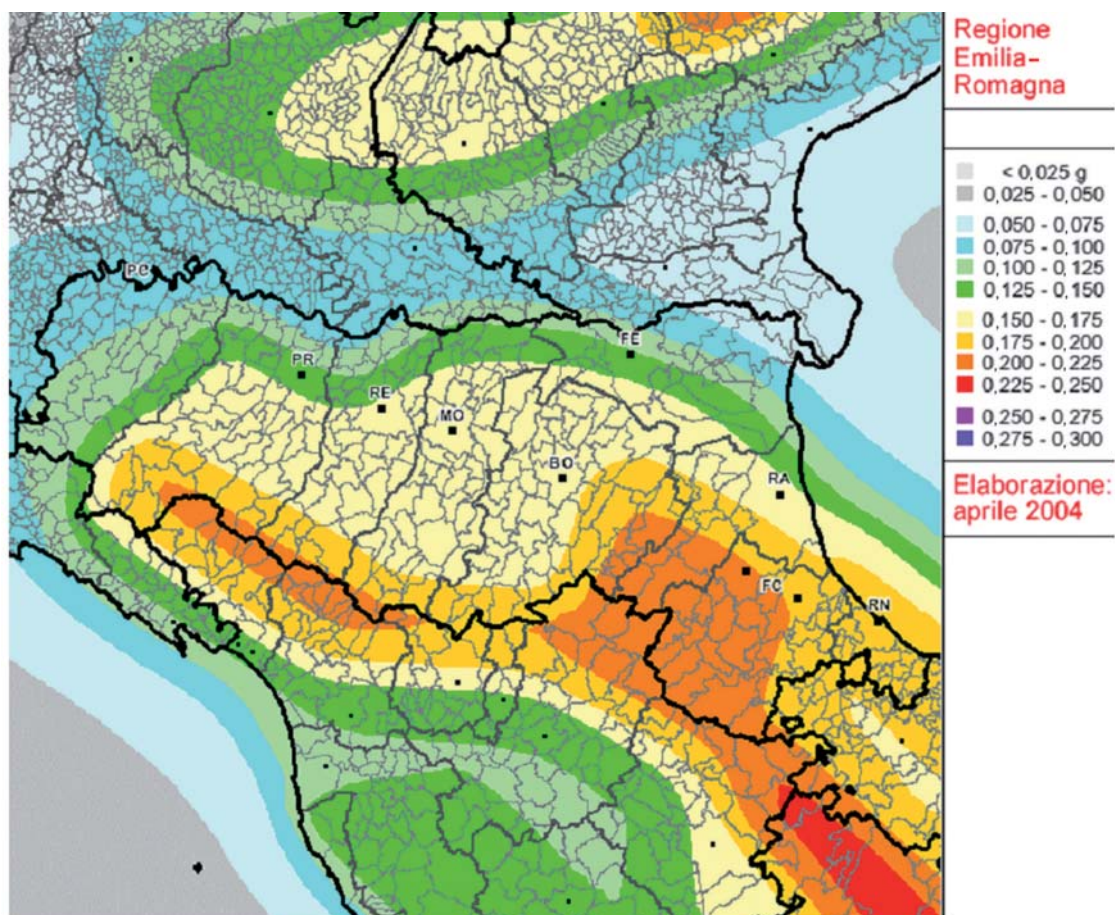 Regione
Emilia-
Romagna
< 0,025 g
0,025 - 0,050
0,050 - 0,075
0,075 - 0,100
0,100 - 0,125
0,125 - 0,150
0,150 - 0,175
0,175 - 0,200
0,200 - 0,225
0,225 - 0,250
0,250 - 0,275
0,275 - 0,300
Elaborazione:
aprile 2004
PC
FE
PR
RE
MO
BO
RA
FC
RN